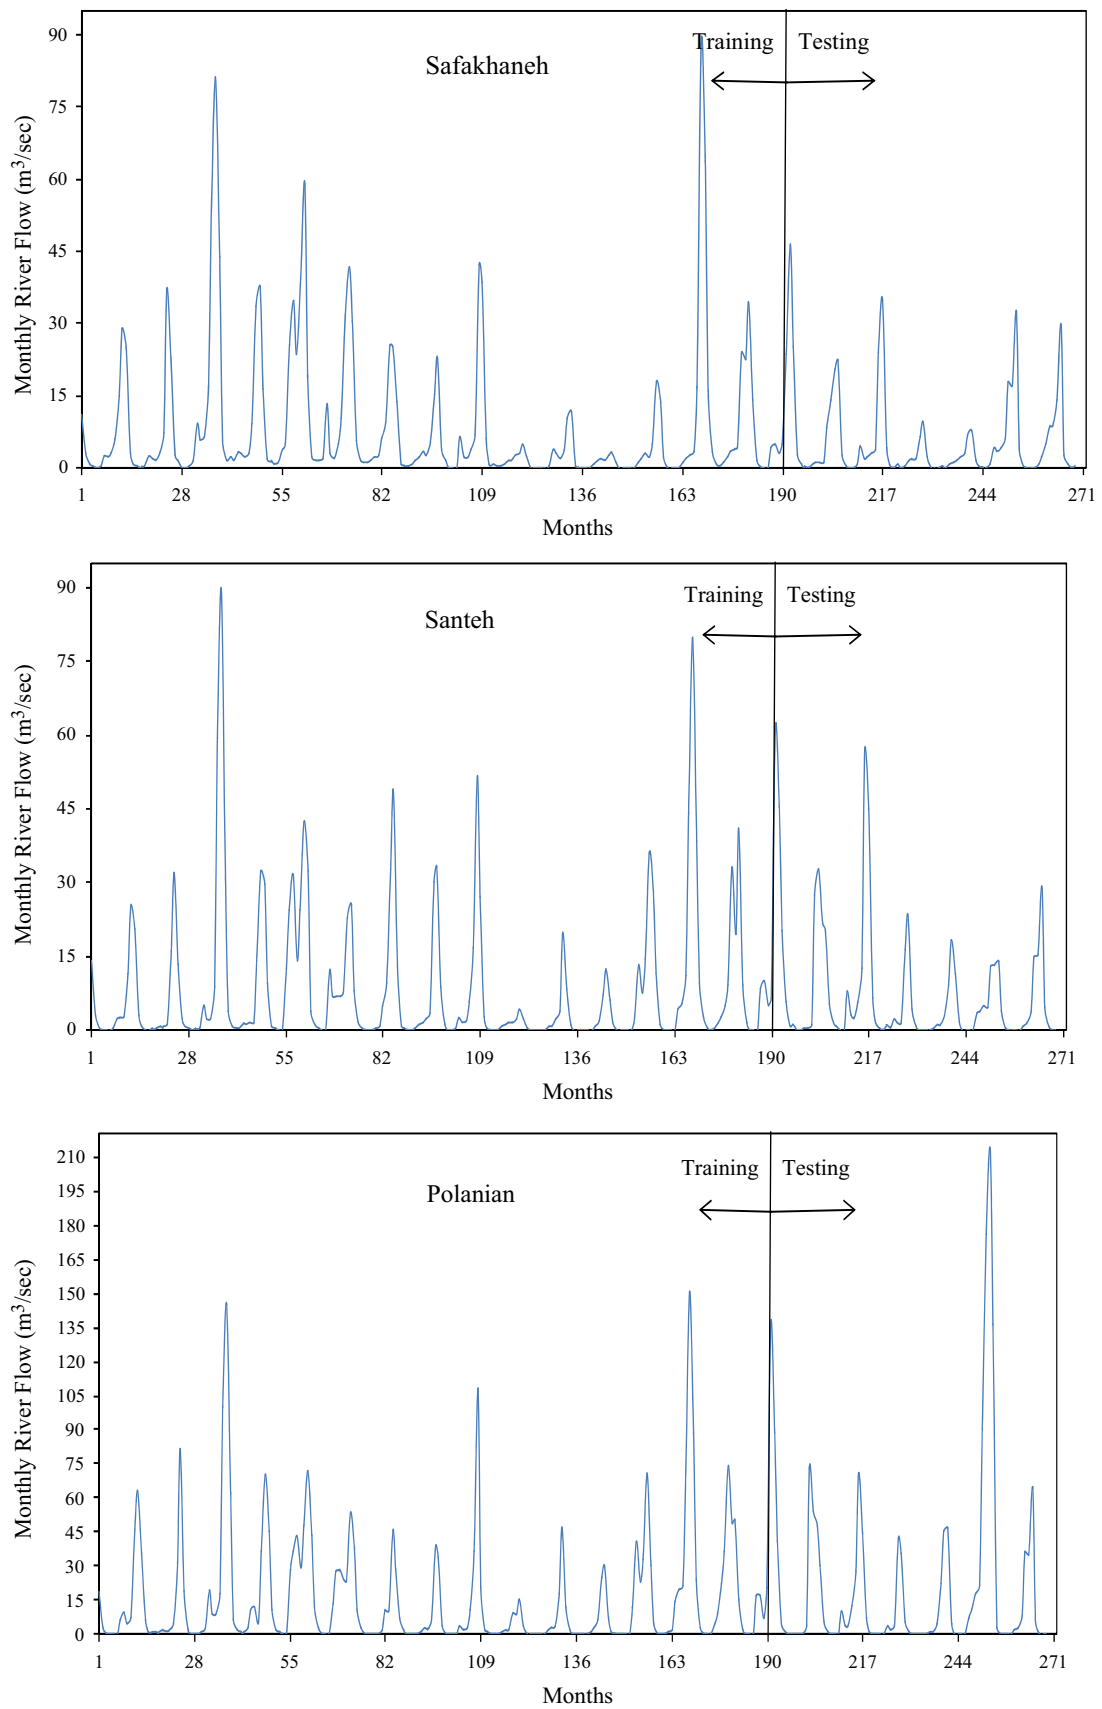 90
Training Testing
Safakhaneh
75
60
45
30
15
0
Monthly River Flow (m³/sec)
1 28 55 82 109 136 163 190 217 244 271
Months
90
Training Testing
Santeh
75
60
45
30
15
0
Monthly River Flow (m³/sec)
1 28 55 82 109 136 163 190 217 244 271
Months
210
Training Testing
195
Polanian
180
165
150
135
120
105
90
75
60
45
30
15
0
Monthly River Flow (m³/sec)
1 28 55 82 109 136 163 190 217 244 271
Months